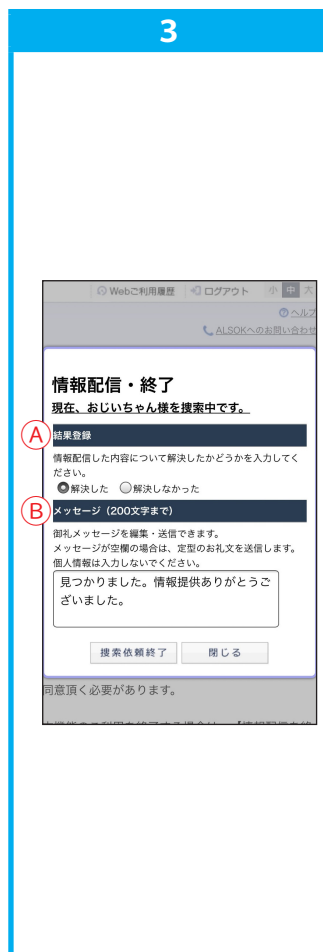 3
Webご利用履歴 ログアウト 小 中 大
ヘルプ
ALSOKへのお問い合わせ
情報配信・終了
現在、おじいちゃん様を捜索中です。
A 結果登録
情報配信した内容について解決したかどうかを入力してく
ださい。
解決した 解決しなかった
B メッセージ（200文字まで）
御礼メッセージを編集・送信できます。
メッセージが空欄の場合は、定型のお礼文を送信します。
個人情報は入力しないでください。
見つかりました。情報提供ありがとうご
ざいました。
捜索依頼終了 閉じる
同意頂く必要があります。